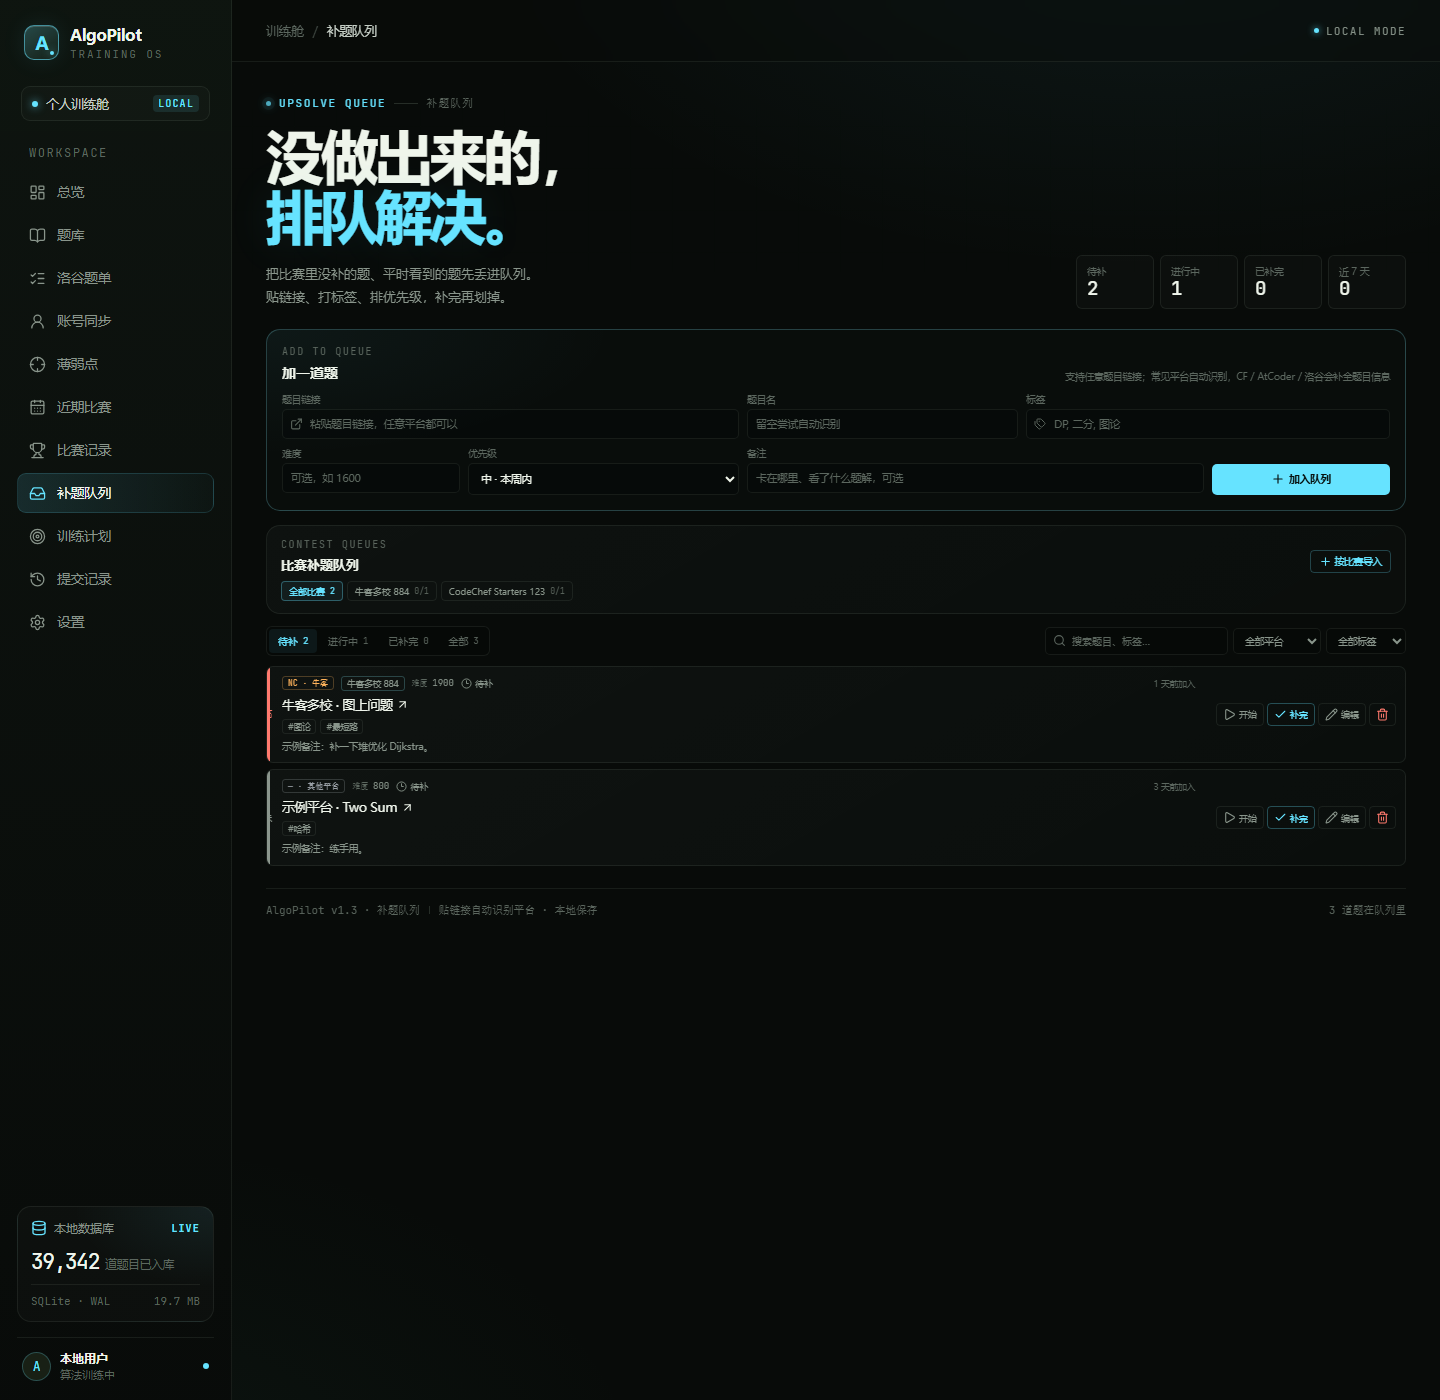 AlgoPilot
TRAINING OS
个人训练舱 LOCAL
WORKSPACE
总览
题库
洛谷题单
账号同步
薄弱点
近期比赛
比赛记录
补题队列
训练计划
提交记录
设置
本地数据库 LIVE
39,342 道题目已入库
SQLite · WAL 19.7 MB
A 本地用户
算法训练中
训练舱 / 补题队列 LOCAL MODE
UPSOLVE QUEUE 补题队列
没做出来的，
排队解决。
把比赛里没补的题、平时看到的题先丢进队列。
贴链接、打标签、排优先级，补完再划掉。
待补 2
进行中 1
已补完 0
近 7 天 0
ADD TO QUEUE
加一道题
支持任意题目链接；常见平台自动识别，CF / AtCoder / 洛谷会补全题目信息
题目链接 题目名 标签
粘贴题目链接，任意平台都可以 留空尝试自动识别 DP, 二分, 图论
难度 优先级 备注
可选，如 1600 中 · 本周内 卡在哪里、看了什么题解，可选 加入队列
CONTEST QUEUES
比赛补题队列
按比赛导入
全部比赛 2 牛客多校 884 0/1 CodeChef Starters 123 0/1
待补 2 进行中 1 已补完 0 全部 3 搜索题目、标签... 全部平台 全部标签
NC · 牛客 牛客多校 884 难度 1900 待补 1 天前加入
牛客多校 · 图上问题
#图论 #最短路
示例备注：补一下堆优化 Dijkstra。
开始 补完 编辑
— · 其他平台 难度 800 待补 3 天前加入
示例平台 · Two Sum
#哈希
示例备注：练手用。
开始 补完 编辑
AlgoPilot v1.3 · 补题队列 | 贴链接自动识别平台 · 本地保存 3 道题在队列里